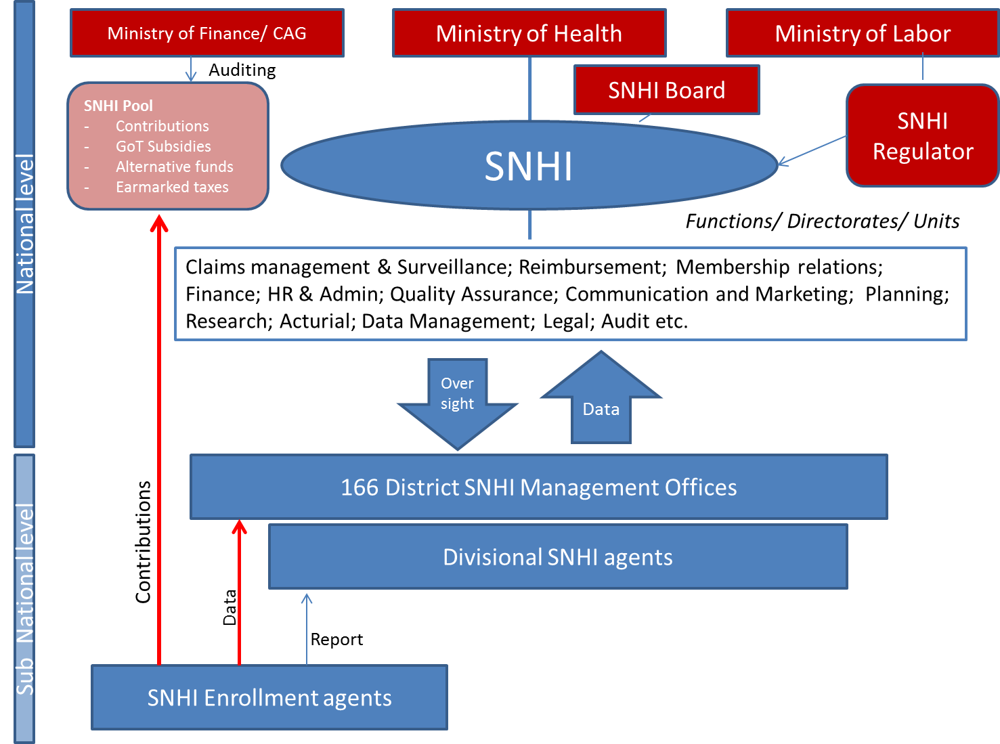 Ministry of Finance/ CAG
Ministry of Health
Ministry of Labor
Auditing
SNHI Board
SNHI Pool
- Contributions
- GoT Subsidies
- Alternative funds
- Earmarked taxes
SNHI
SNHI
Regulator
National level
Functions/ Directorates/ Units
Claims management & Surveillance; Reimbursement; Membership relations;
Finance; HR & Admin; Quality Assurance; Communication and Marketing; Planning;
Research; Acturial; Data Management; Legal; Audit etc.
Over
sight
Data
Sub National level
166 District SNHI Management Offices
Divisional SNHI agents
Contributions
Data
Report
SNHI Enrollment agents